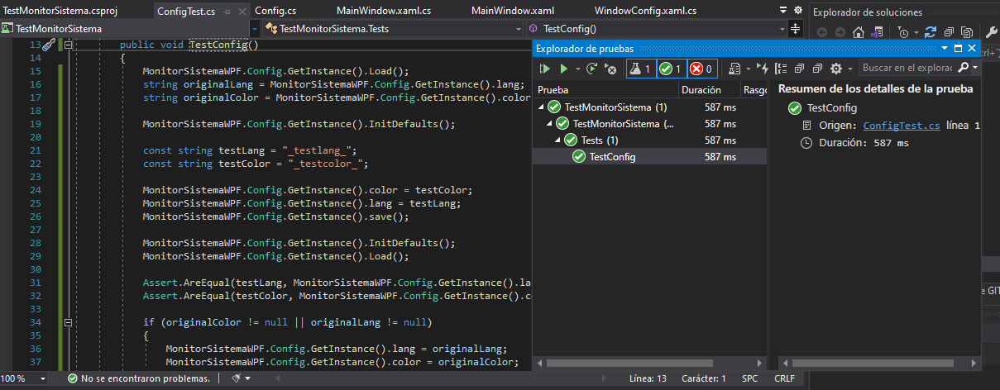 TestMonitorSistema.csproj
ConfigTest.cs
Config.cs
MainWindow.xaml.cs
MainWindow.xaml
WindowConfig.xaml.cs
Explorador de soluciones
TestMonitorSistema
TestMonitorSistema.Tests
TestConfig()
13 public void TestConfig()
14 {
15 MonitorSistemaWPF.Config.GetInstance().Load();
16 string originalLang = MonitorSistemaWPF.Config.GetInstance().lang;
17 string originalColor = MonitorSistemaWPF.Config.GetInstance().color
18
19 MonitorSistemaWPF.Config.GetInstance().InitDefaults();
20
21 const string testLang = "_testlang_";
22 const string testColor = "_testcolor_";
23
24 MonitorSistemaWPF.Config.GetInstance().color = testColor;
25 MonitorSistemaWPF.Config.GetInstance().lang = testLang;
26 MonitorSistemaWPF.Config.GetInstance().save();
27
28 MonitorSistemaWPF.Config.GetInstance().InitDefaults();
29 MonitorSistemaWPF.Config.GetInstance().Load();
30
31 Assert.AreEqual(testLang, MonitorSistemaWPF.Config.GetInstance().la
32 Assert.AreEqual(testColor, MonitorSistemaWPF.Config.GetInstance().c
33
34 if (originalColor != null || originalLang != null)
35 {
36 MonitorSistemaWPF.Config.GetInstance().lang = originalLang;
37 MonitorSistemaWPF.Config.GetInstance().color = originalColor;
100 %
No se encontraron problemas.
Línea: 13
Carácter: 1
SPC
CRLF
Explorador de pruebas
1
1
0
Buscar en el explorac
Prueba
Duración
Rasgo
TestMonitorSistema (1) 587 ms
TestMonitorSistema (... 587 ms
Tests (1) 587 ms
TestConfig 587 ms
Resumen de los detalles de la prueba
TestConfig
Origen: ConfigTest.cs línea 1
Duración: 587 ms
trl+
e GIT